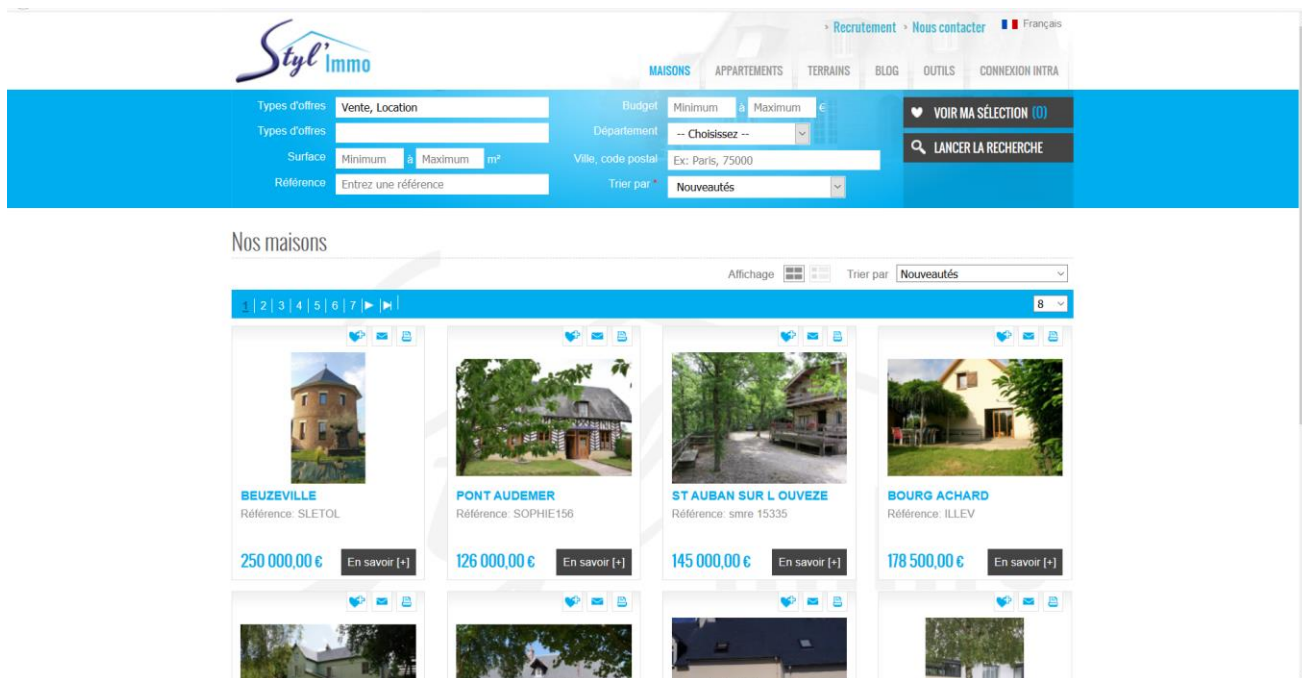 Styl'Immo
Recrutement Nous contacter Français
MAISONS APPARTEMENTS TERRAINS BLOG OUTILS CONNEXION INTRA
Types d'offres Vente, Location Budget Minimum à Maximum € VOIR MA SÉLECTION (0)
Types d'offres Département -- Choisissez --
Surface Minimum à Maximum m² Ville, code postal Ex: Paris, 75000 LANCER LA RECHERCHE
Référence Entrez une référence Trier par * Nouveautés
Nos maisons
Affichage Trier par Nouveautés
1 | 2 | 3 | 4 | 5 | 6 | 7 8
BEUZEVILLE PONT AUDEMER ST AUBAN SUR L OUVEZE BOURG ACHARD
Référence: SLETOL Référence: SOPHIE156 Référence: smre 15335 Référence: ILLEV
250 000,00 € En savoir [+] 126 000,00 € En savoir [+] 145 000,00 € En savoir [+] 178 500,00 € En savoir [+]